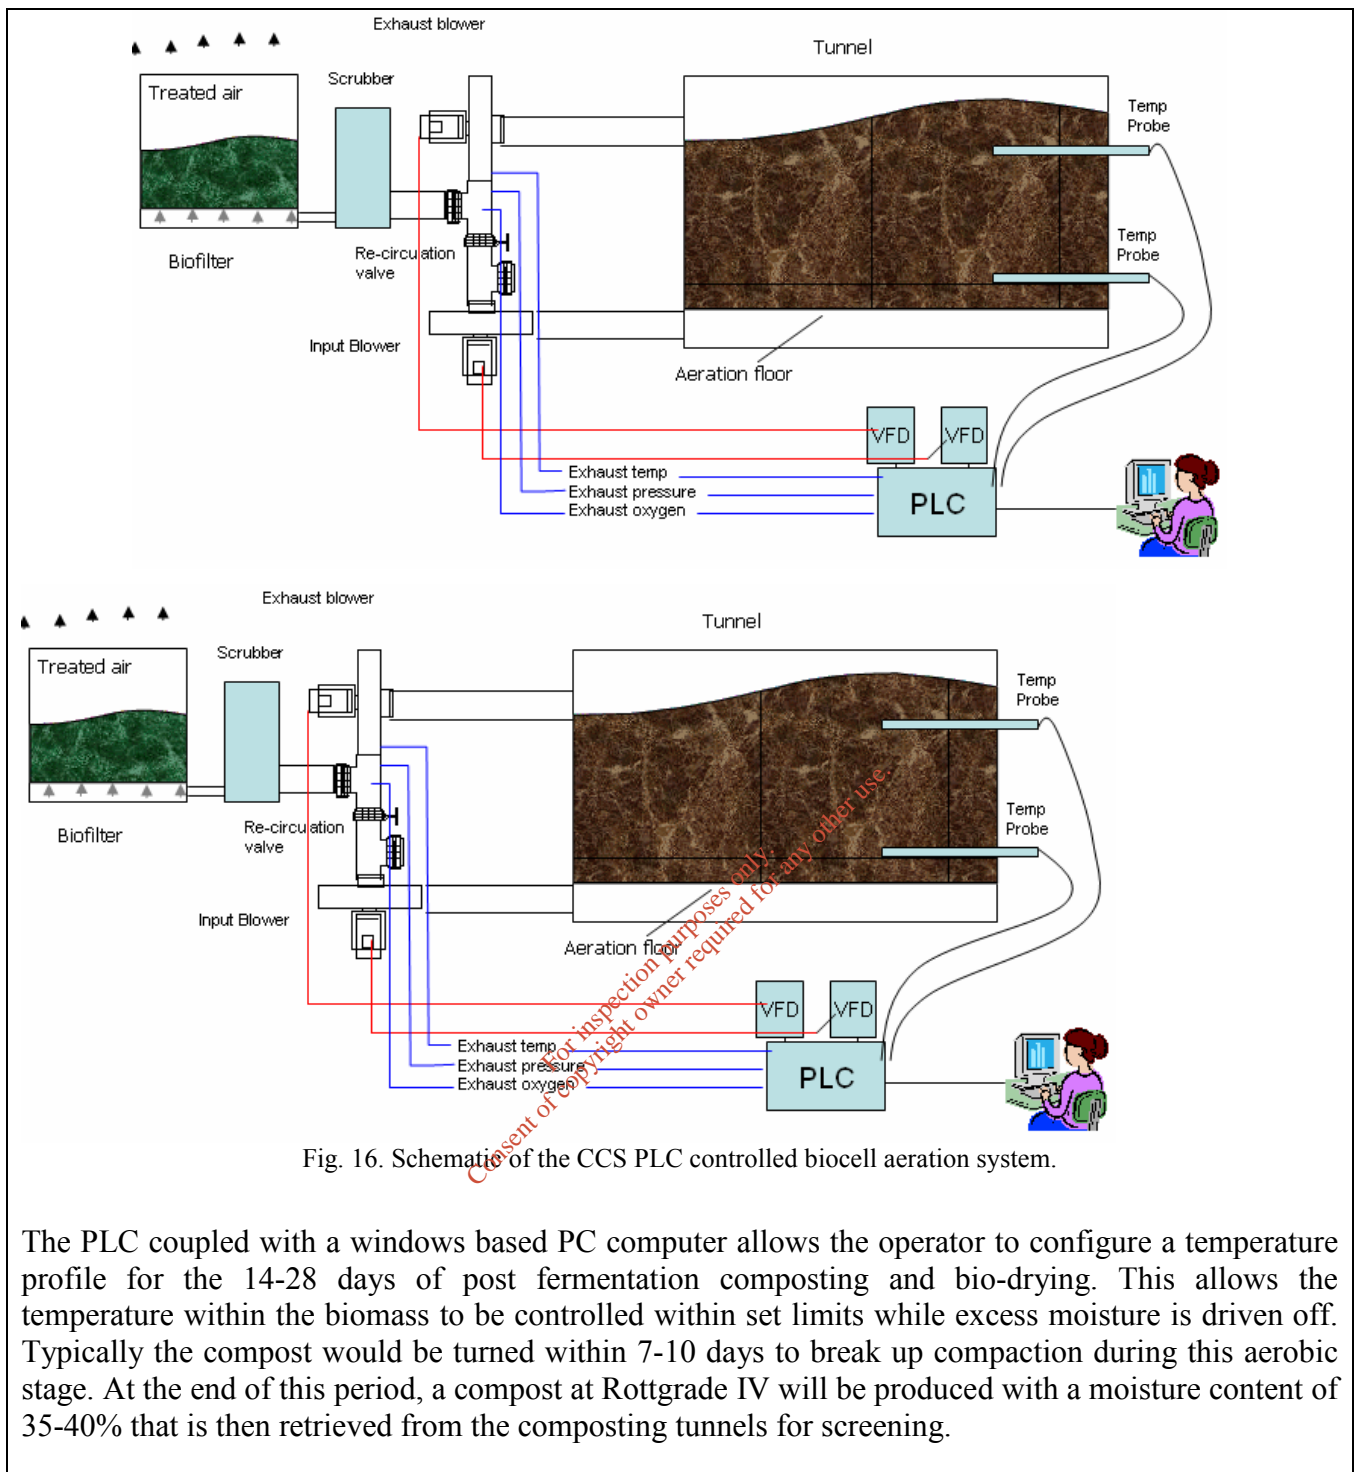 Exhaust blower
Tunnel
Scrubber
Treated air
Temp
Probe
Temp
Probe
Re-circulation
valve
Biofilter
Input Blower
Aeration floor
VFD
VFD
Exhaust temp
Exhaust pressure
Exhaust oxygen
PLC
Exhaust blower
Tunnel
Scrubber
Treated air
Temp
Probe
Temp
Probe
Re-circulation
valve
Biofilter
Input Blower
Aeration floor
VFD
VFD
Exhaust temp
Exhaust pressure
Exhaust oxygen
PLC
For inspection purposes only.
Consent of copyright owner required for any other use.
Fig. 16. Schematic of the CCS PLC controlled biocell aeration system.
The PLC coupled with a windows based PC computer allows the operator to configure a temperature
profile for the 14-28 days of post fermentation composting and bio-drying. This allows the
temperature within the biomass to be controlled within set limits while excess moisture is driven off.
Typically the compost would be turned within 7-10 days to break up compaction during this aerobic
stage. At the end of this period, a compost at Rottgrade IV will be produced with a moisture content of
35-40% that is then retrieved from the composting tunnels for screening.